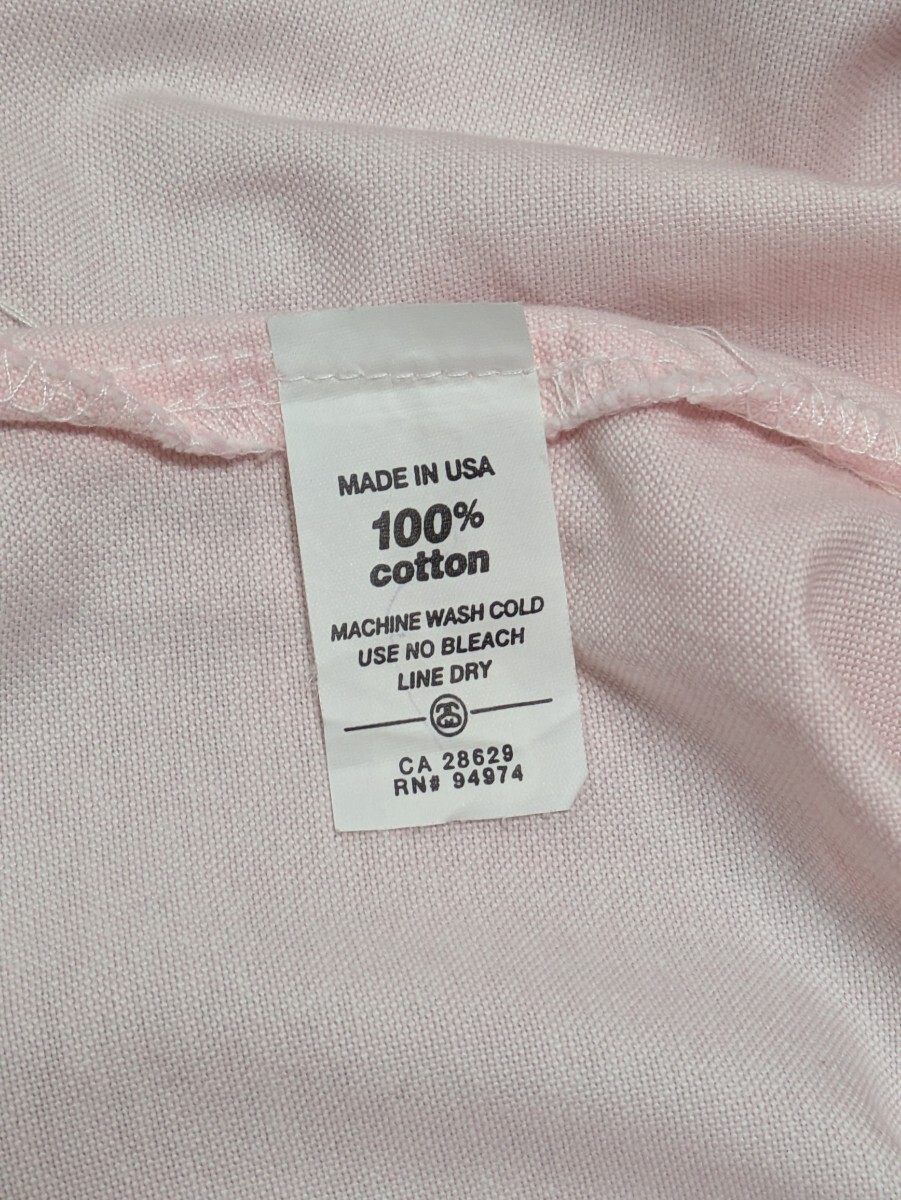 MADE IN USA
100%
cotton
MACHINE WASH COLD
USE NO BLEACH
LINE DRY
CA 28629
RN# 94974